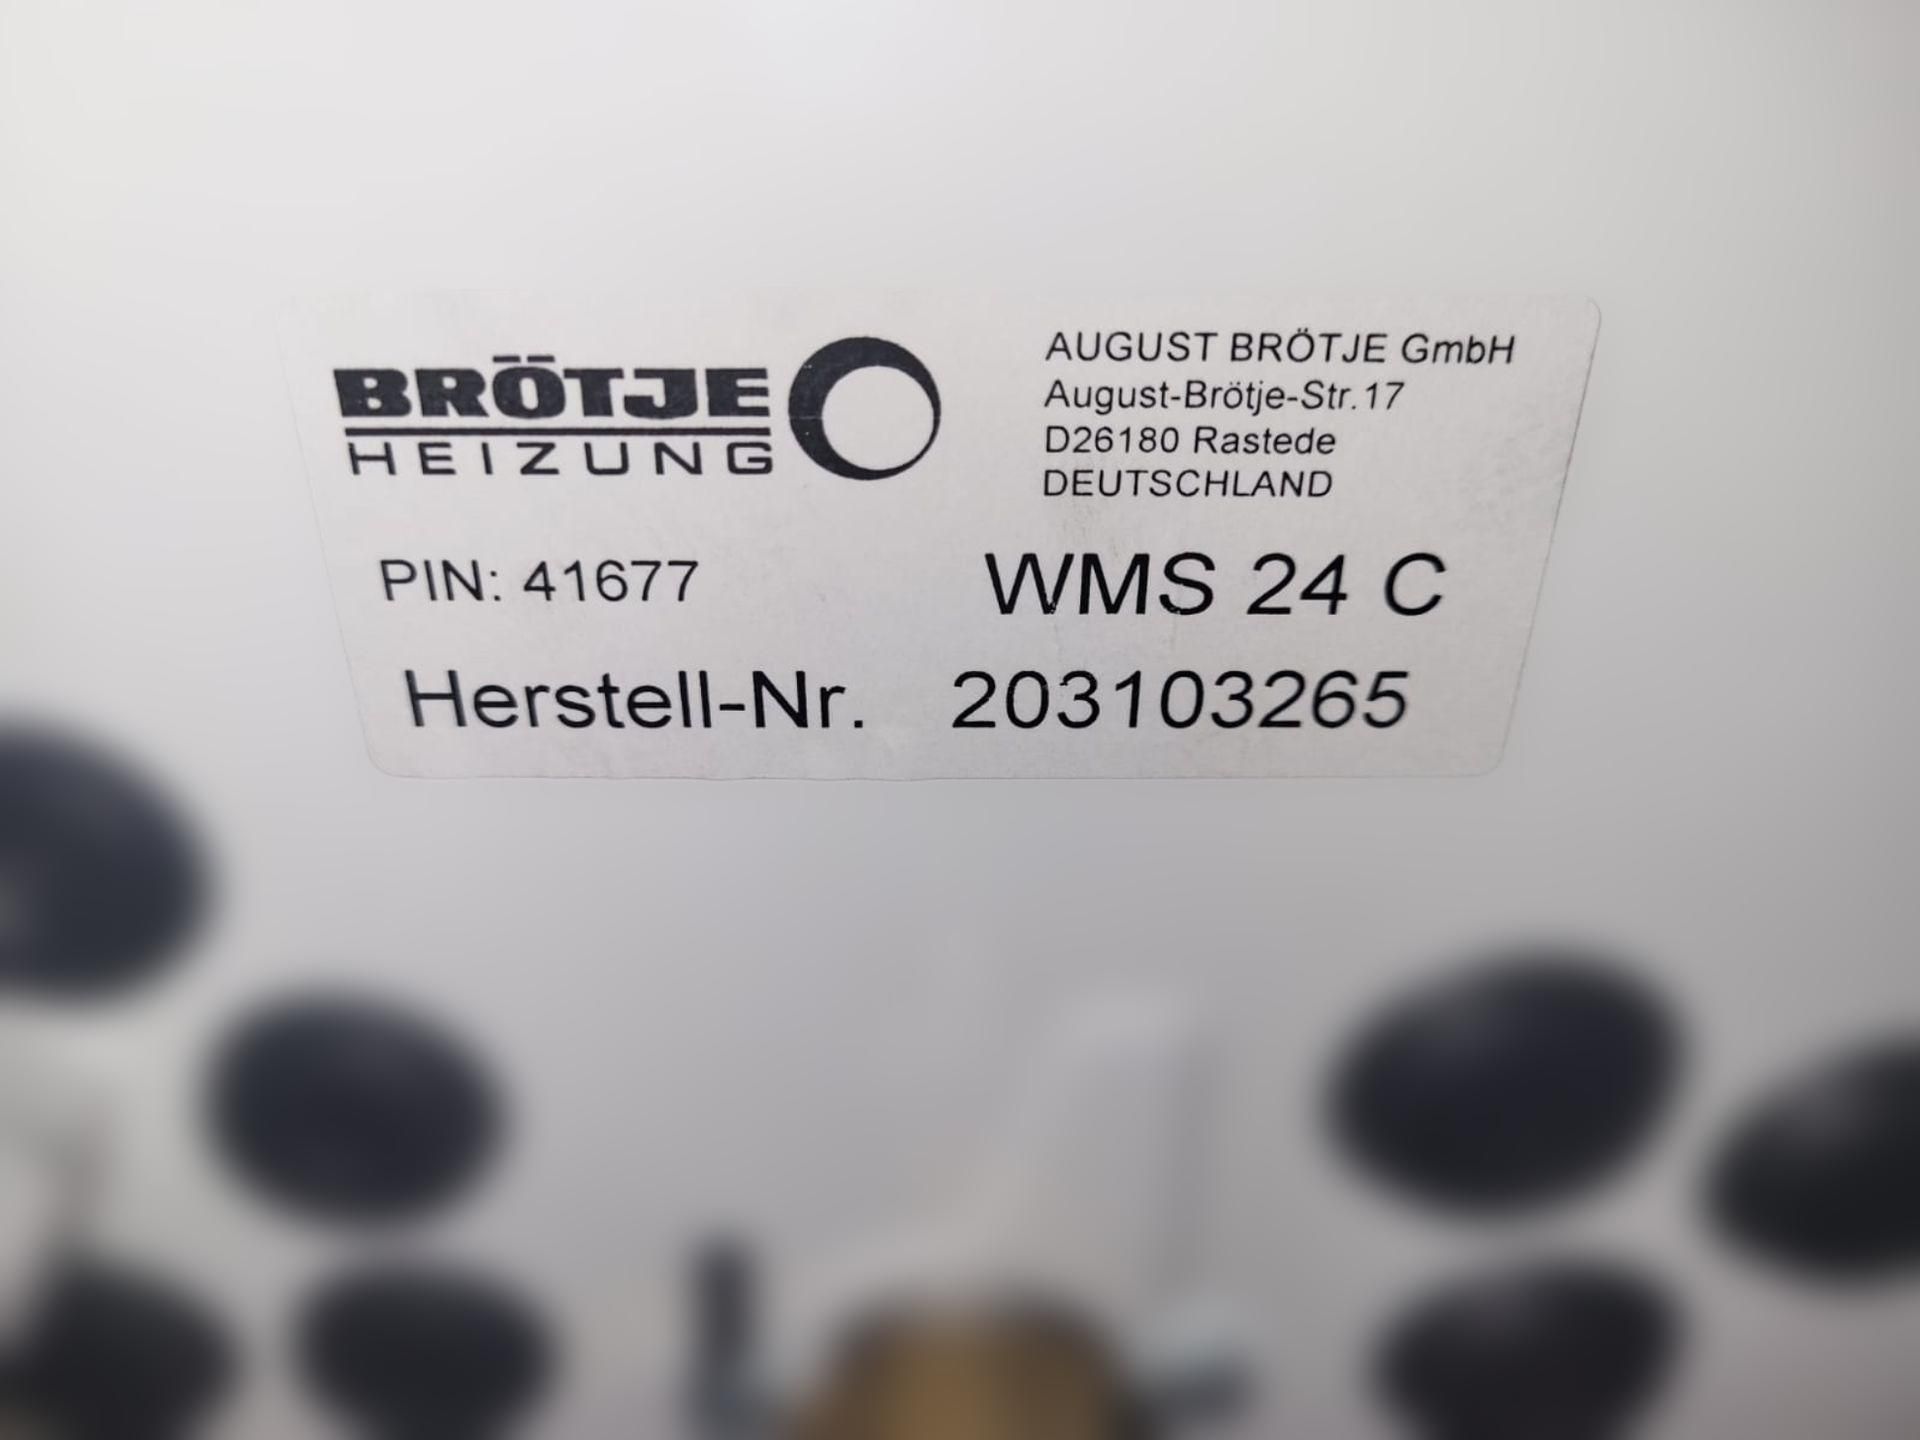 BRÖTJE
HEIZUNG
AUGUST BRÖTJE GmbH
August-Brötje-Str.17
D26180 Rastede
DEUTSCHLAND
PIN: 41677 WMS 24 C
Herstell-Nr. 203103265